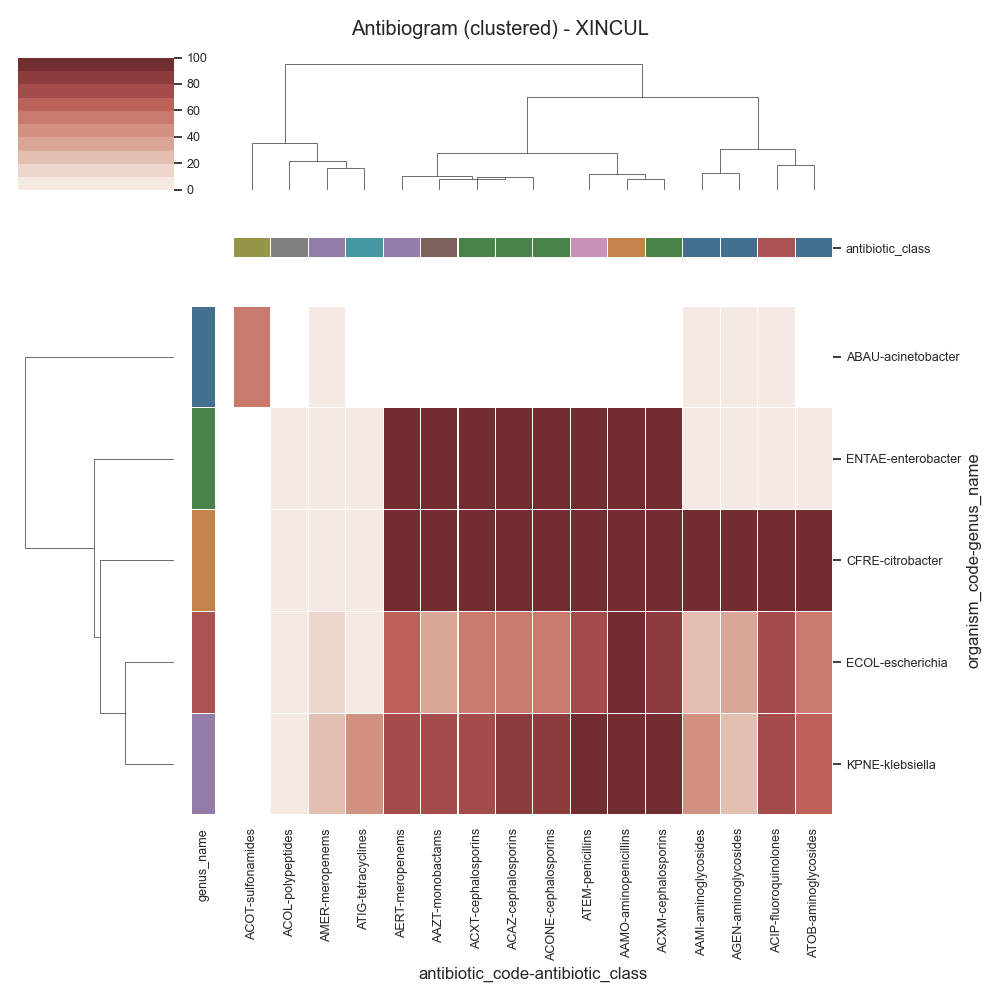 Antibiogram (clustered) - XINCUL
100
80
60
40
20
0
antibiotic_class
ABAU-acinetobacter
ENTAE-enterobacter
CFRE-citrobacter
ECOL-escherichia
KPNE-klebsiella
organism_code-genus_name
genus_name
ACOT-sulfonamides
ACOL-polypeptides
AMER-meropenems
ATIG-tetracyclines
AERT-meropenems
AAZT-monobactams
ACXT-cephalosporins
ACAZ-cephalosporins
ACONE-cephalosporins
ATEM-penicillins
AAMO-aminopenicillins
ACXM-cephalosporins
AAMI-aminoglycosides
AGEN-aminoglycosides
ACIP-fluoroquinolones
ATOB-aminoglycosides
antibiotic_code-antibiotic_class